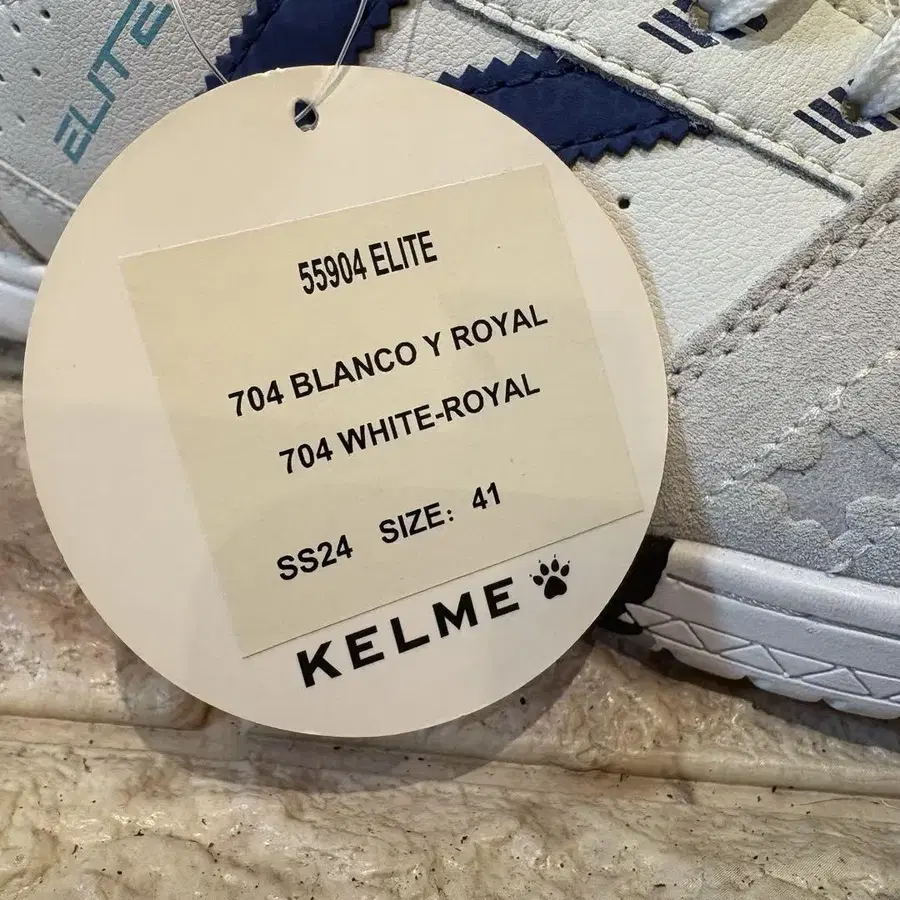 ELITE
55904 ELITE
704 BLANCO Y ROYAL
704 WHITE-ROYAL
SS24 SIZE: 41
KELME